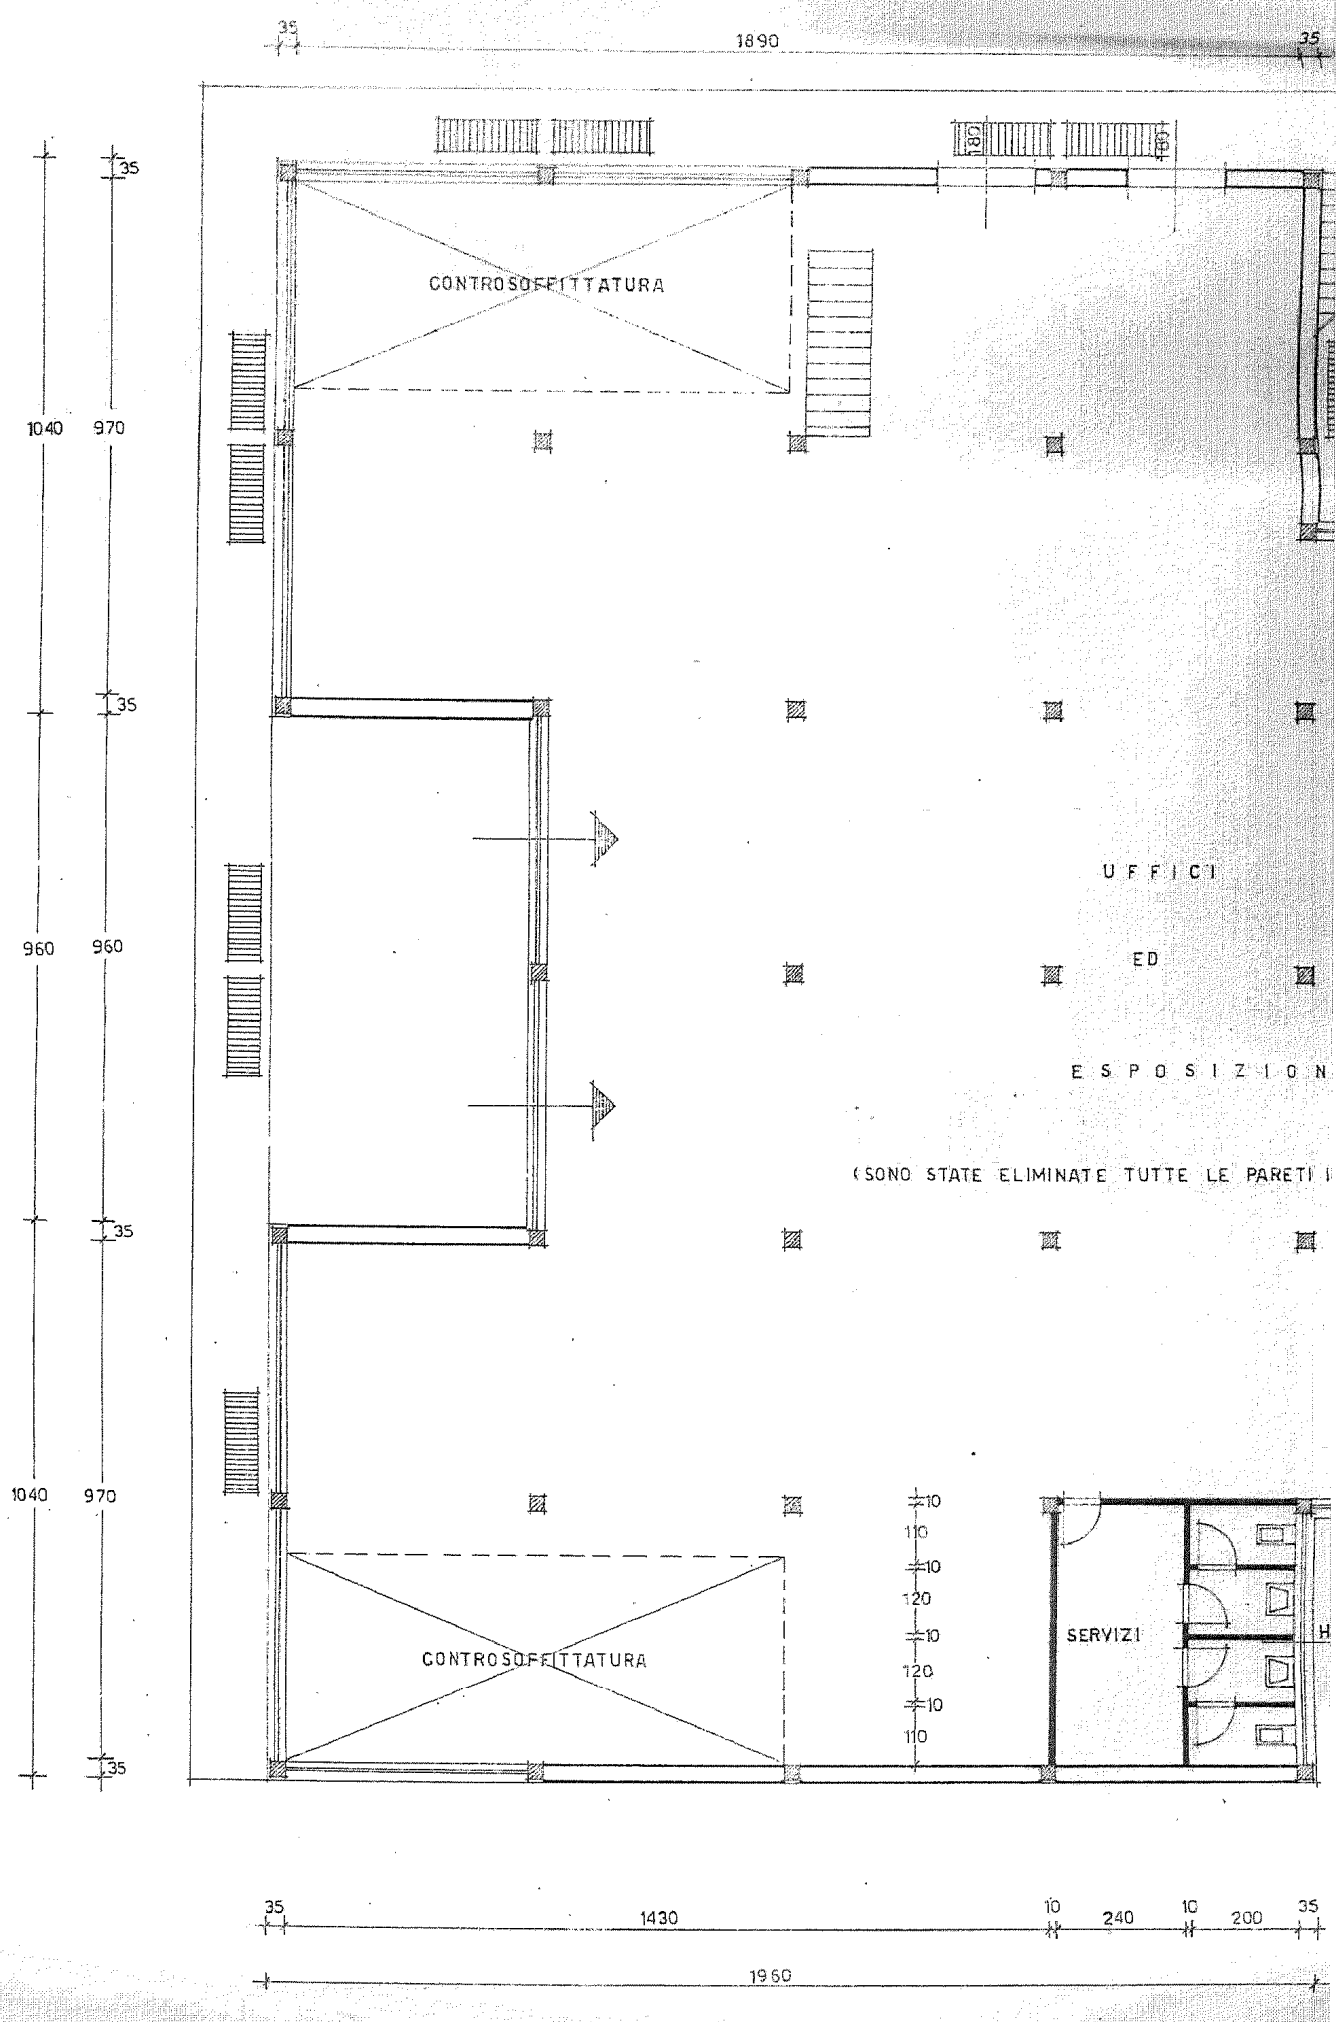 35 1890 35
180 180
35
CONTROSOFFITTATURA
1040 970
35
UFFICI
960 960 ED
ESPOSIZION
(SONO STATE ELIMINATE TUTTE LE PARETI I
35
1040 970
10
110
10
120
10
SERVIZI H
CONTROSOFFITTATURA
120
10
110
35
35 1430 10 240 10 200 35
1960